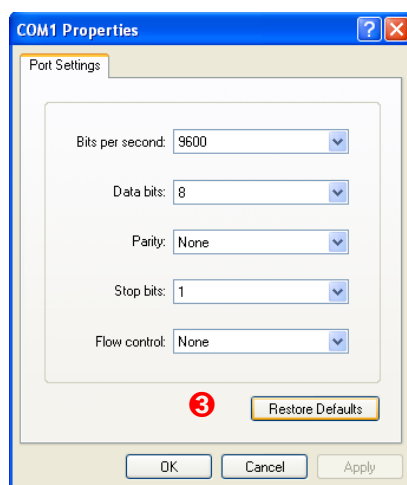 COM1 Properties
Port Settings
Bits per second: 9600
Data bits: 8
Parity: None
Stop bits: 1
Flow control: None
3 Restore Defaults
OK Cancel Apply